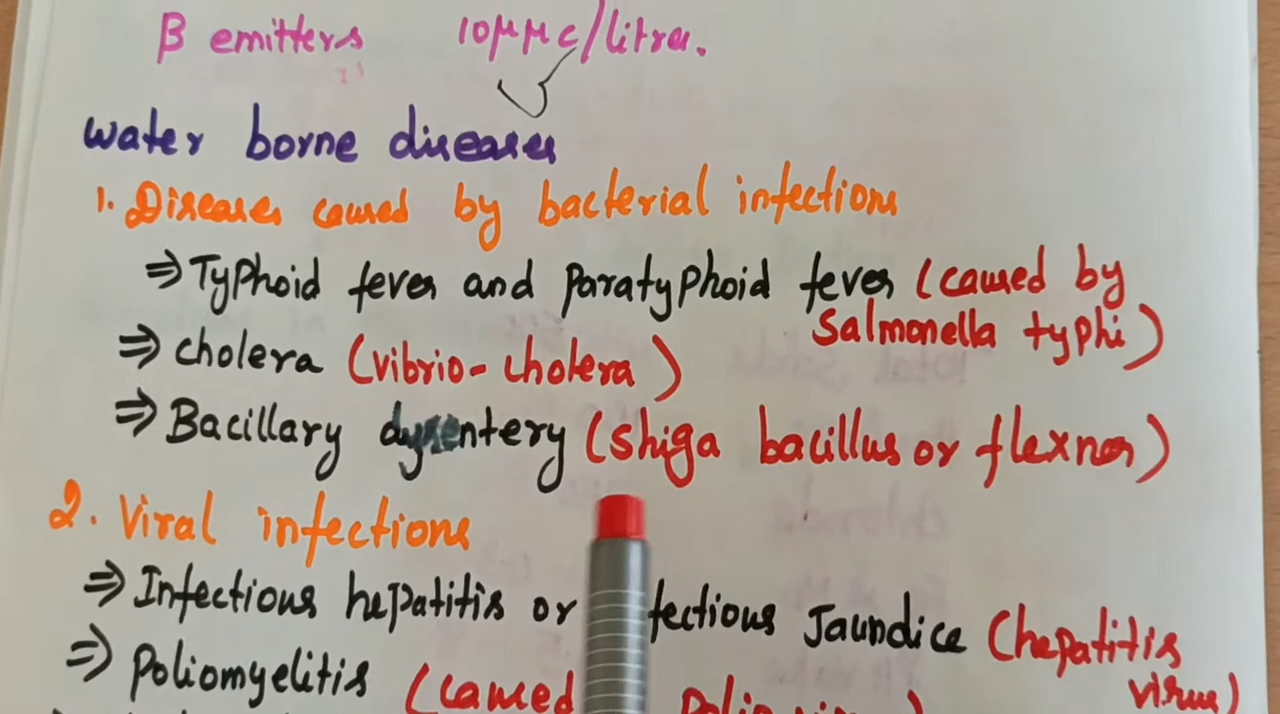 β emitters 10μμc/litre.
water borne diseases
1. Diseases caused by bacterial infections
⇒ Typhoid fever and paratyphoid fever (caused by
Salmonella typhi)
⇒ cholera (vibrio-cholera)
⇒ Bacillary dysentery (shiga bacillus or flexner)
2. Viral infections
⇒ Infectious hepatitis or fectious Jaundice (hepatitis
virus)
⇒ poliomyelitis (caused